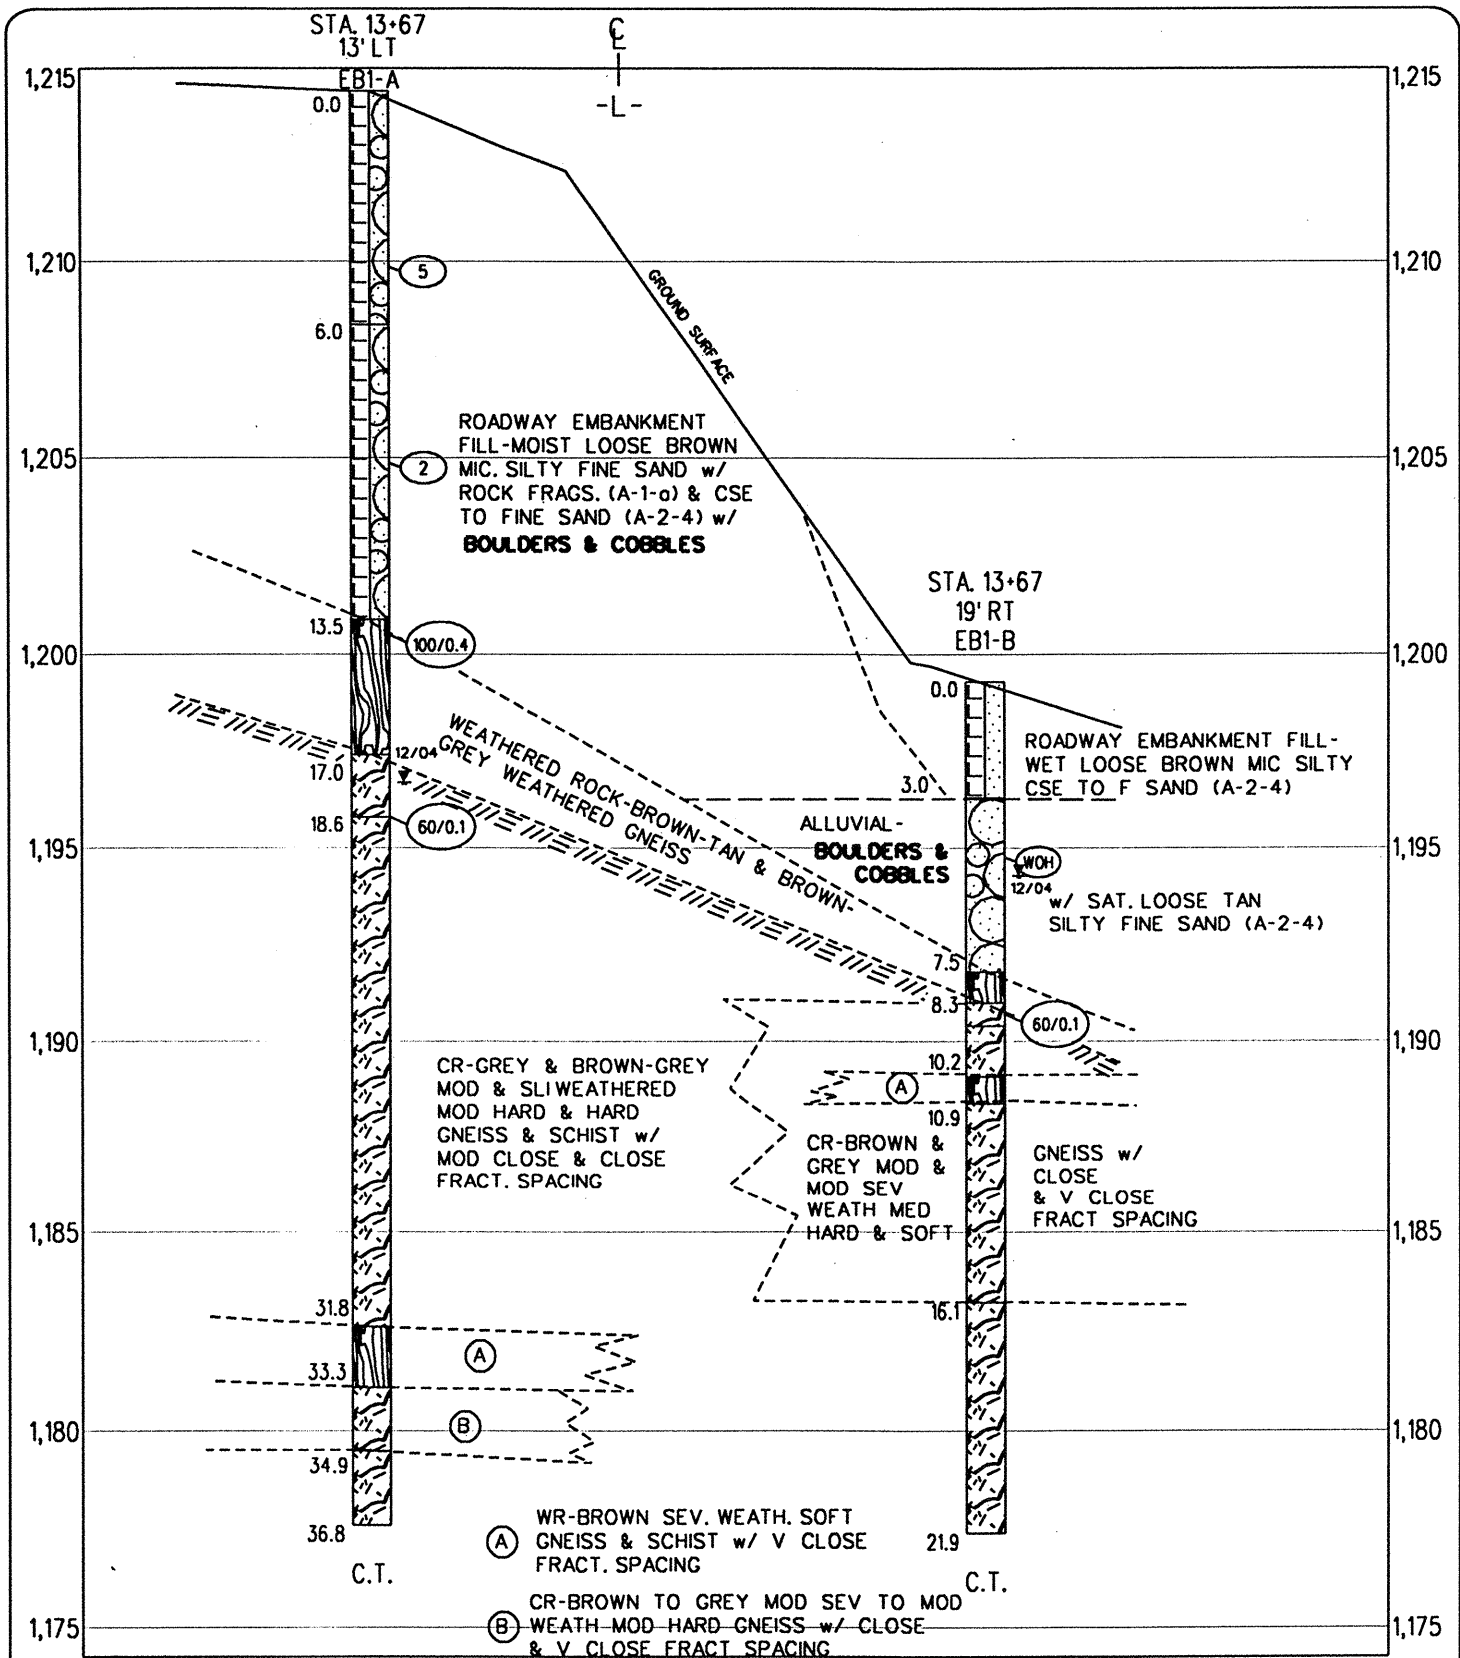 STA. 13+67
13' LT
EB1-A
℄
-L-
1,215
1,215
0.0
1,210
5
1,210
GROUND SURFACE
6.0
ROADWAY EMBANKMENT
FILL-MOIST LOOSE BROWN
MIC. SILTY FINE SAND w/
ROCK FRAGS. (A-1-a) & CSE
TO FINE SAND (A-2-4) w/
BOULDERS & COBBLES
1,205
2
1,205
STA. 13+67
19' RT
EB1-B
13.5
100/0.4
1,200
1,200
0.0
WEATHERED ROCK-BROWN-TAN & BROWN-
GREY WEATHERED GNEISS
12/04
17.0
18.6
60/0.1
ROADWAY EMBANKMENT FILL-
WET LOOSE BROWN MIC SILTY
CSE TO F SAND (A-2-4)
3.0
ALLUVIAL-
BOULDERS &
COBBLES
1,195
1,195
WOH
12/04
w/ SAT. LOOSE TAN
SILTY FINE SAND (A-2-4)
7.5
8.3
60/0.1
1,190
1,190
10.2
A
10.9
CR-GREY & BROWN-GREY
MOD & SLI WEATHERED
MOD HARD & HARD
GNEISS & SCHIST w/
MOD CLOSE & CLOSE
FRACT. SPACING
CR-BROWN &
GREY MOD &
MOD SEV
WEATH MED
HARD & SOFT
GNEISS w/
CLOSE
& V CLOSE
FRACT SPACING
1,185
1,185
16.1
31.8
A
33.3
B
1,180
1,180
34.9
36.8
C.T.
21.9
C.T.
A
WR-BROWN SEV. WEATH. SOFT
GNEISS & SCHIST w/ V CLOSE
FRACT. SPACING
B
CR-BROWN TO GREY MOD SEV TO MOD
WEATH MOD HARD GNEISS w/ CLOSE
& V CLOSE FRACT SPACING
1,175
1,175